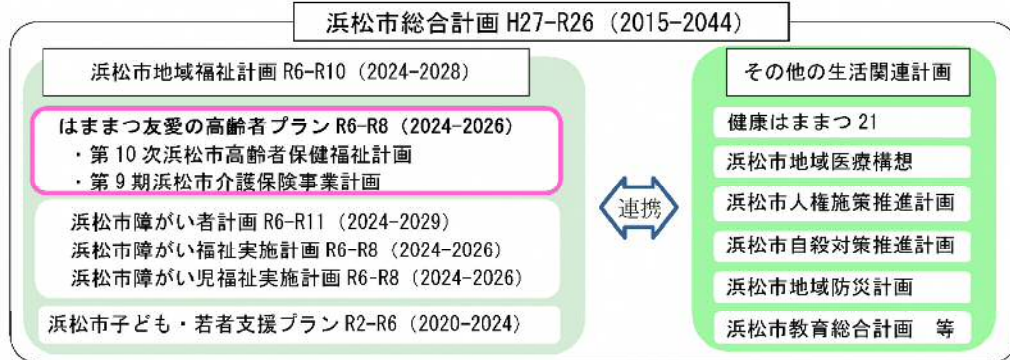 浜松市総合計画 H27-R26（2015-2044）
浜松市地域福祉計画 R6-R10（2024-2028）
はままつ友愛の高齢者プラン R6-R8（2024-2026）
・第10次浜松市高齢者保健福祉計画
・第9期浜松市介護保険事業計画
浜松市障がい者計画 R6-R11（2024-2029）
浜松市障がい福祉実施計画 R6-R8（2024-2026）
浜松市障がい児福祉実施計画 R6-R8（2024-2026）
浜松市子ども・若者支援プラン R2-R6（2020-2024）
連携
その他の生活関連計画
健康はままつ21
浜松市地域医療構想
浜松市人権施策推進計画
浜松市自殺対策推進計画
浜松市地域防災計画
浜松市教育総合計画　等